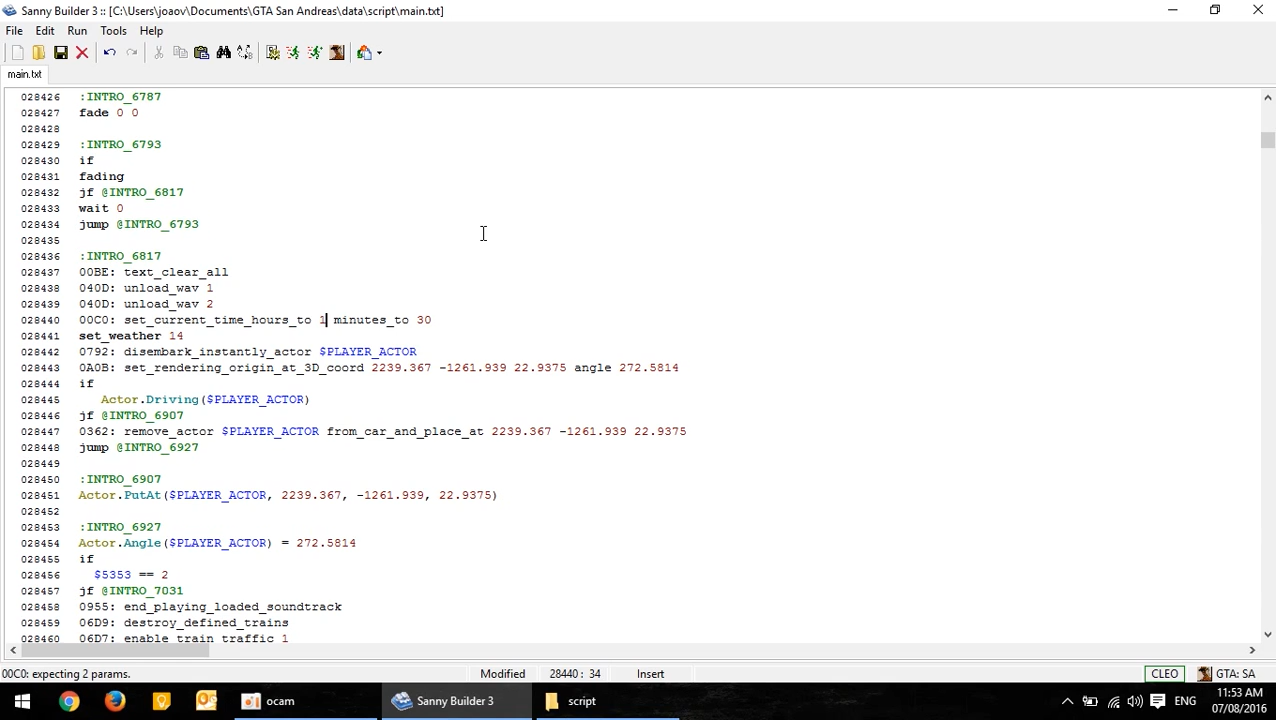 Sanny Builder 3 :: [C:\Users\joaov\Documents\GTA San Andreas\data\script\main.txt]
File Edit Run Tools Help
main.txt
028426 :INTRO_6787
028427 fade 0 0
028428
028429 :INTRO_6793
028430 if
028431 fading
028432 jf @INTRO_6817
028433 wait 0
028434 jump @INTRO_6793
028435
028436 :INTRO_6817
028437 00BE: text_clear_all
028438 040D: unload_wav 1
028439 040D: unload_wav 2
028440 00C0: set_current_time_hours_to 1 minutes_to 30
028441 set_weather 14
028442 0792: disembark_instantly_actor $PLAYER_ACTOR
028443 0A0B: set_rendering_origin_at_3D_coord 2239.367 -1261.939 22.9375 angle 272.5814
028444 if
028445 Actor.Driving($PLAYER_ACTOR)
028446 jf @INTRO_6907
028447 0362: remove_actor $PLAYER_ACTOR from_car_and_place_at 2239.367 -1261.939 22.9375
028448 jump @INTRO_6927
028449
028450 :INTRO_6907
028451 Actor.PutAt($PLAYER_ACTOR, 2239.367, -1261.939, 22.9375)
028452
028453 :INTRO_6927
028454 Actor.Angle($PLAYER_ACTOR) = 272.5814
028455 if
028456 $5353 == 2
028457 jf @INTRO_7031
028458 0955: end_playing_loaded_soundtrack
028459 06D9: destroy_defined_trains
028460 06D7: enable_train_traffic 1
00C0: expecting 2 params. Modified 28440: 34 Insert CLEO GTA: SA
ocam Sanny Builder 3 script ENG 11:53 AM
07/08/2016